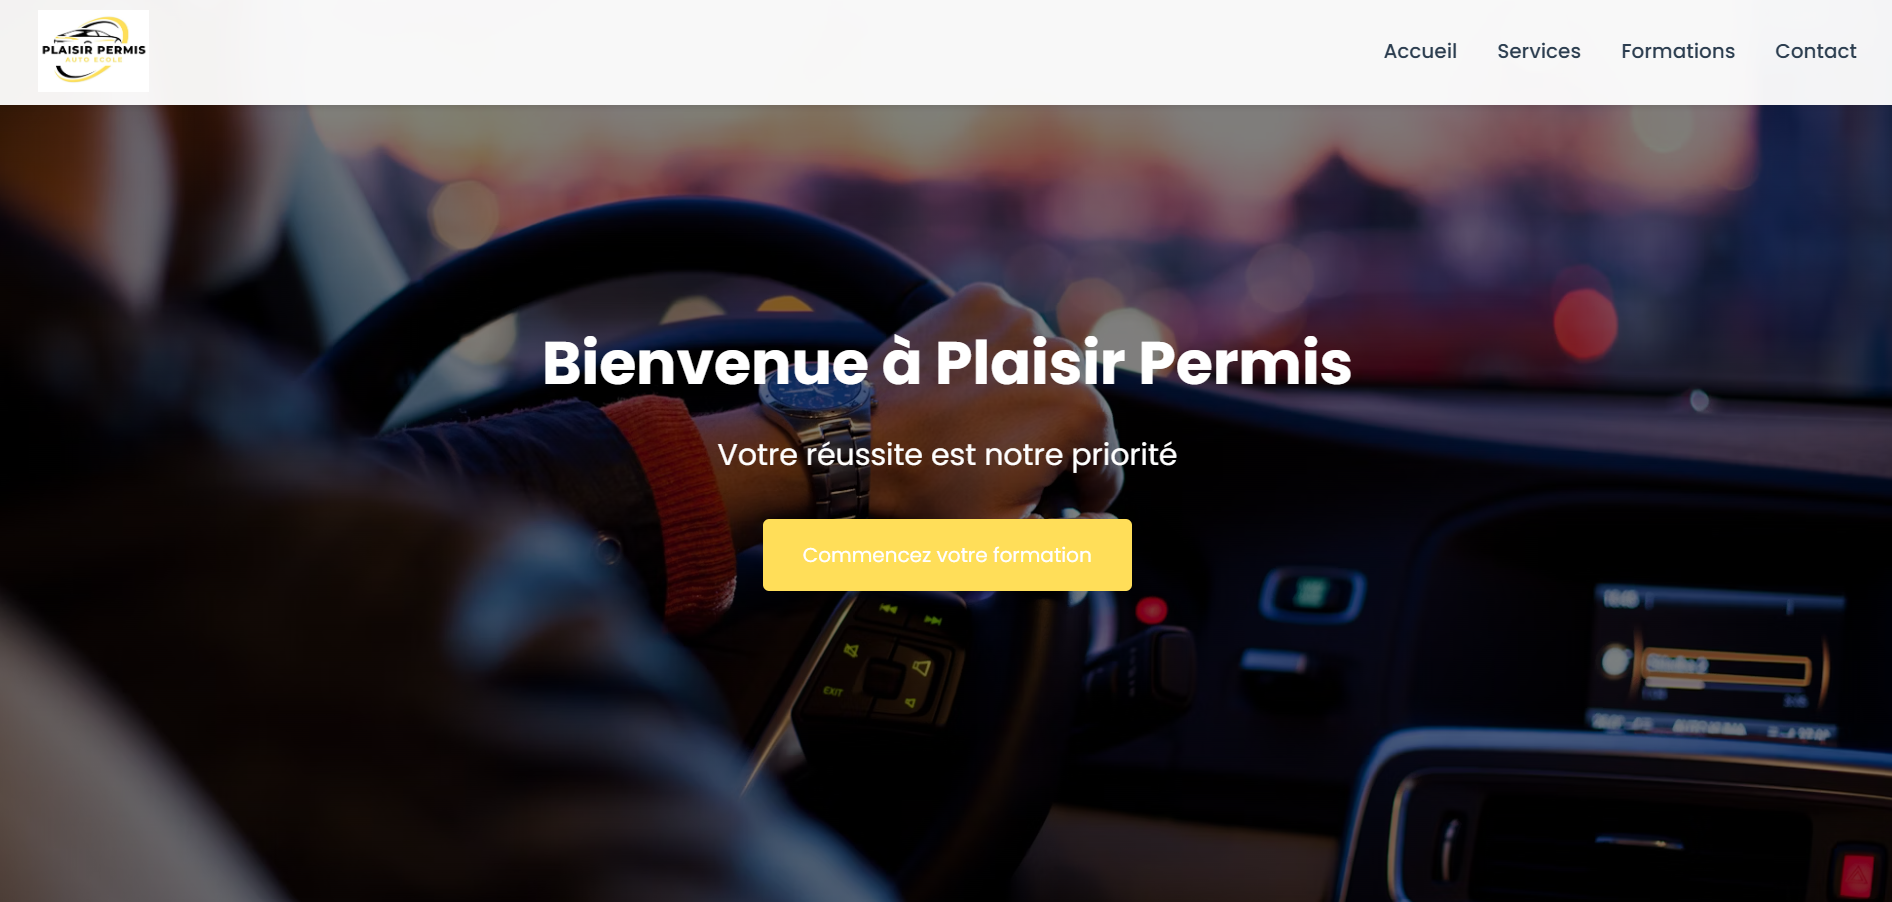 PLAISIR PERMIS
AUTO ECOLE
Accueil Services Formations Contact
Bienvenue à Plaisir Permis
Votre réussite est notre priorité
Commencez votre formation
EXIT